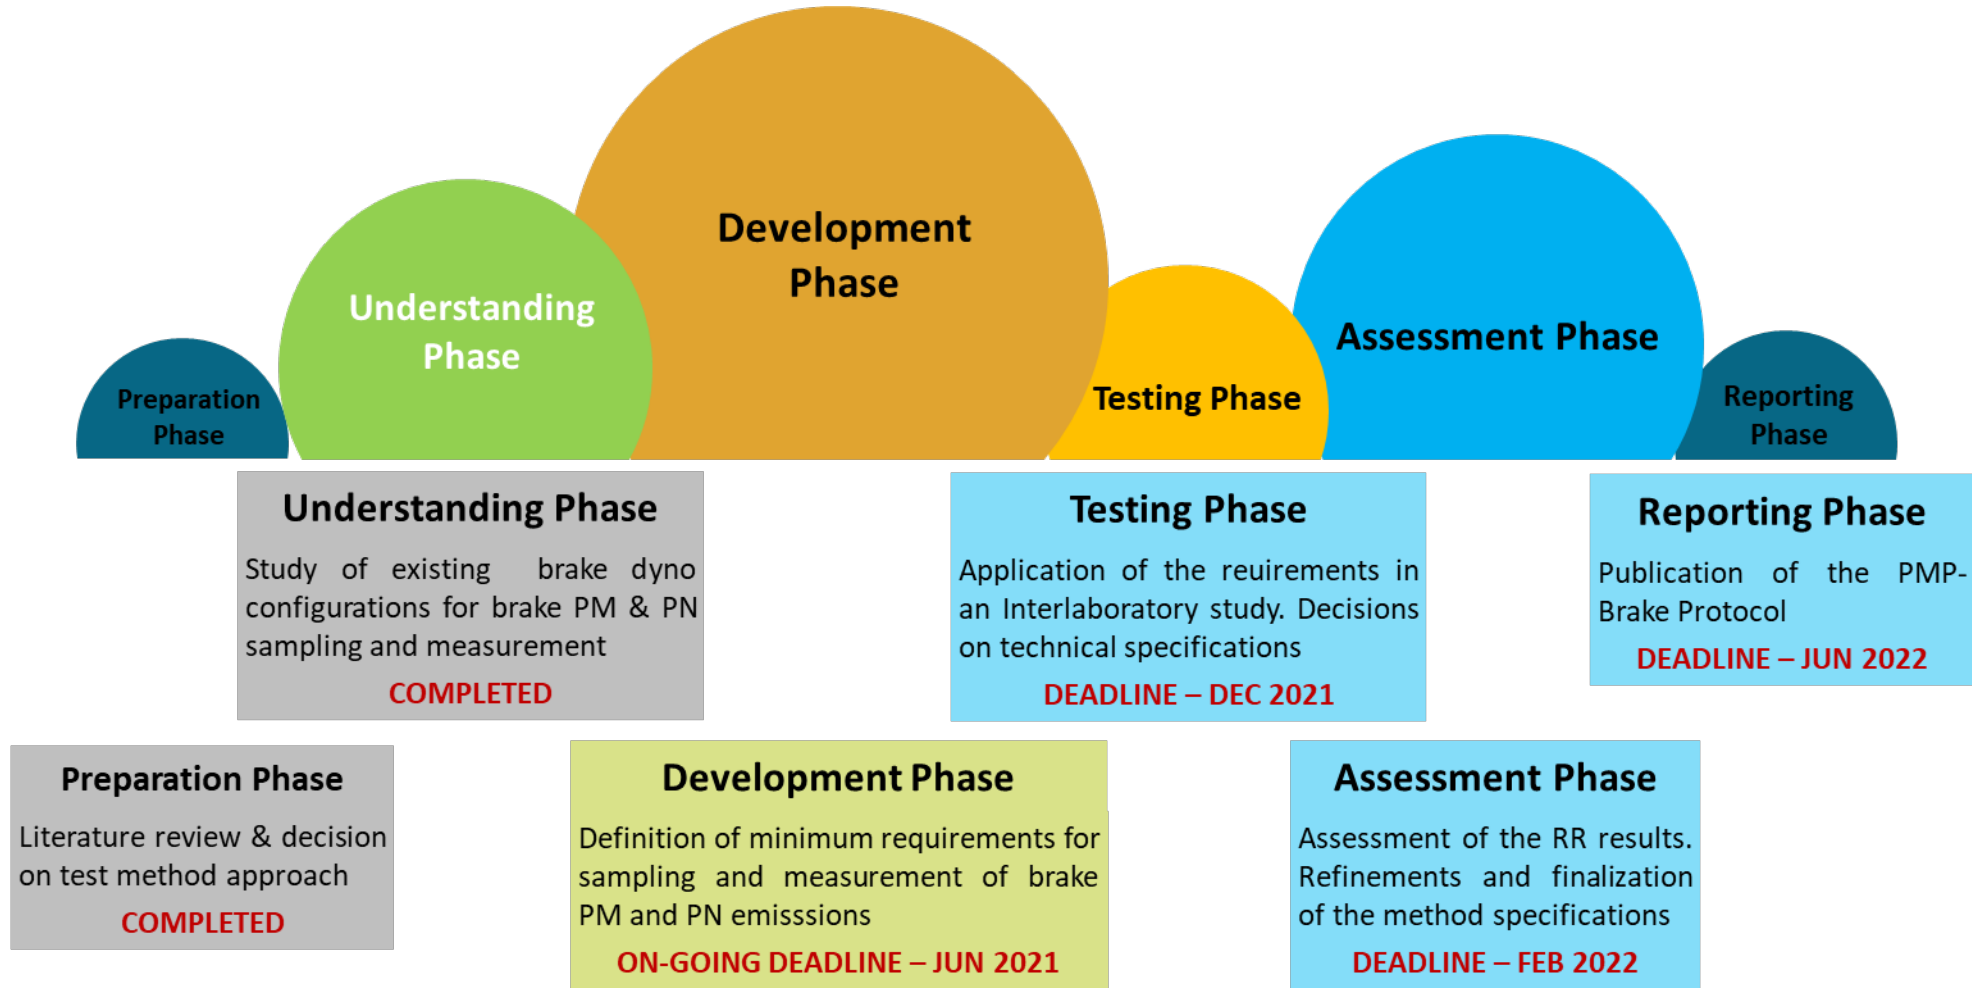 Development
Phase
Understanding
Phase
Assessment Phase
Testing Phase
Preparation
Phase
Reporting
Phase
Understanding Phase
Study of existing brake dyno
configurations for brake PM & PN
sampling and measurement
COMPLETED
Testing Phase
Application of the reuirements in
an Interlaboratory study. Decisions
on technical specifications
DEADLINE – DEC 2021
Reporting Phase
Publication of the PMP-
Brake Protocol
DEADLINE – JUN 2022
Preparation Phase
Literature review & decision
on test method approach
COMPLETED
Development Phase
Definition of minimum requirements for
sampling and measurement of brake
PM and PN emisssions
ON-GOING DEADLINE – JUN 2021
Assessment Phase
Assessment of the RR results.
Refinements and finalization
of the method specifications
DEADLINE – FEB 2022